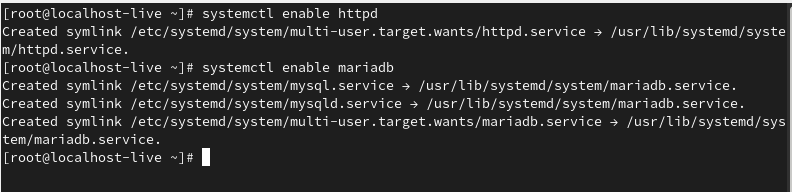 [root@localhost-live ~]# systemctl enable httpd
Created symlink /etc/systemd/system/multi-user.target.wants/httpd.service → /usr/lib/systemd/syste
m/httpd.service.
[root@localhost-live ~]# systemctl enable mariadb
Created symlink /etc/systemd/system/mysql.service → /usr/lib/systemd/system/mariadb.service.
Created symlink /etc/systemd/system/mysqld.service → /usr/lib/systemd/system/mariadb.service.
Created symlink /etc/systemd/system/multi-user.target.wants/mariadb.service → /usr/lib/systemd/sys
tem/mariadb.service.
[root@localhost-live ~]#